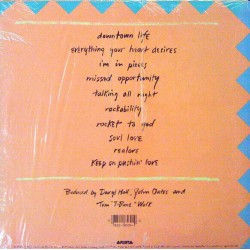 downtown life
everything your heart desires
i'm in pieces
missed opportunity
talking all night
rockability
rocket to god
soul love
realove
keep on pushin' love
Produced by Daryl Hall, John Oates and
Tom "T-Bone" Wolk
ARISTA